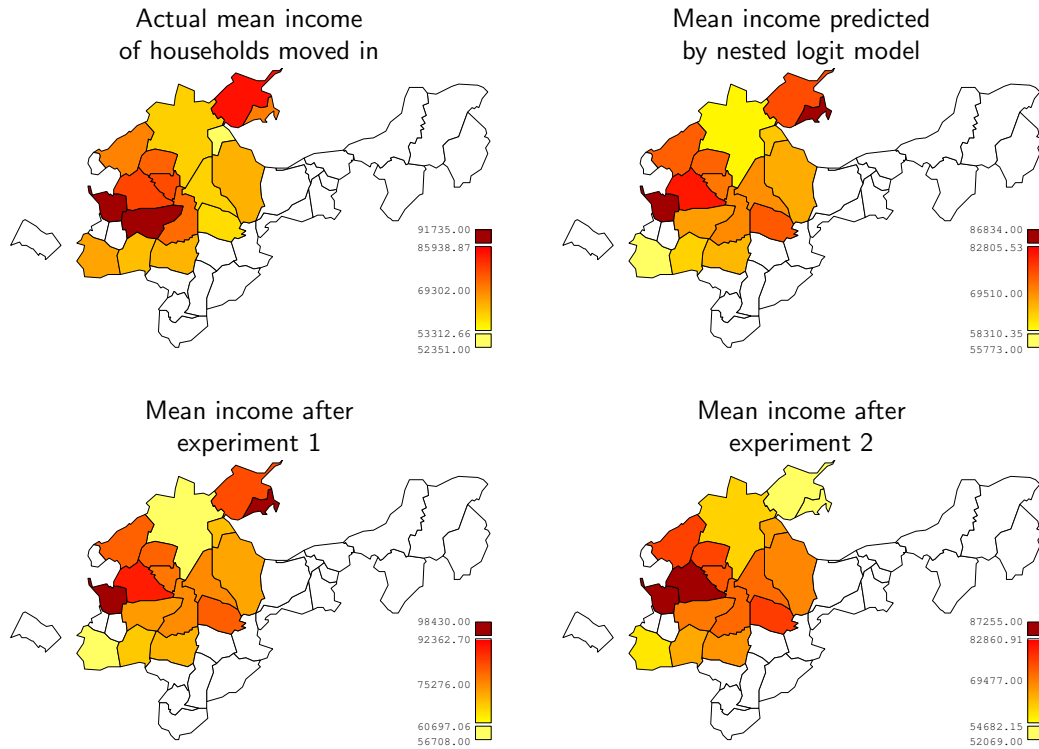 Actual mean income
of households moved in
91735.00
85938.87
69302.00
53312.66
52351.00
Mean income predicted
by nested logit model
86834.00
82805.53
69510.00
58310.35
55773.00
Mean income after
experiment 1
98430.00
92362.70
75276.00
60697.06
56708.00
Mean income after
experiment 2
87255.00
82860.91
69477.00
54682.15
52069.00